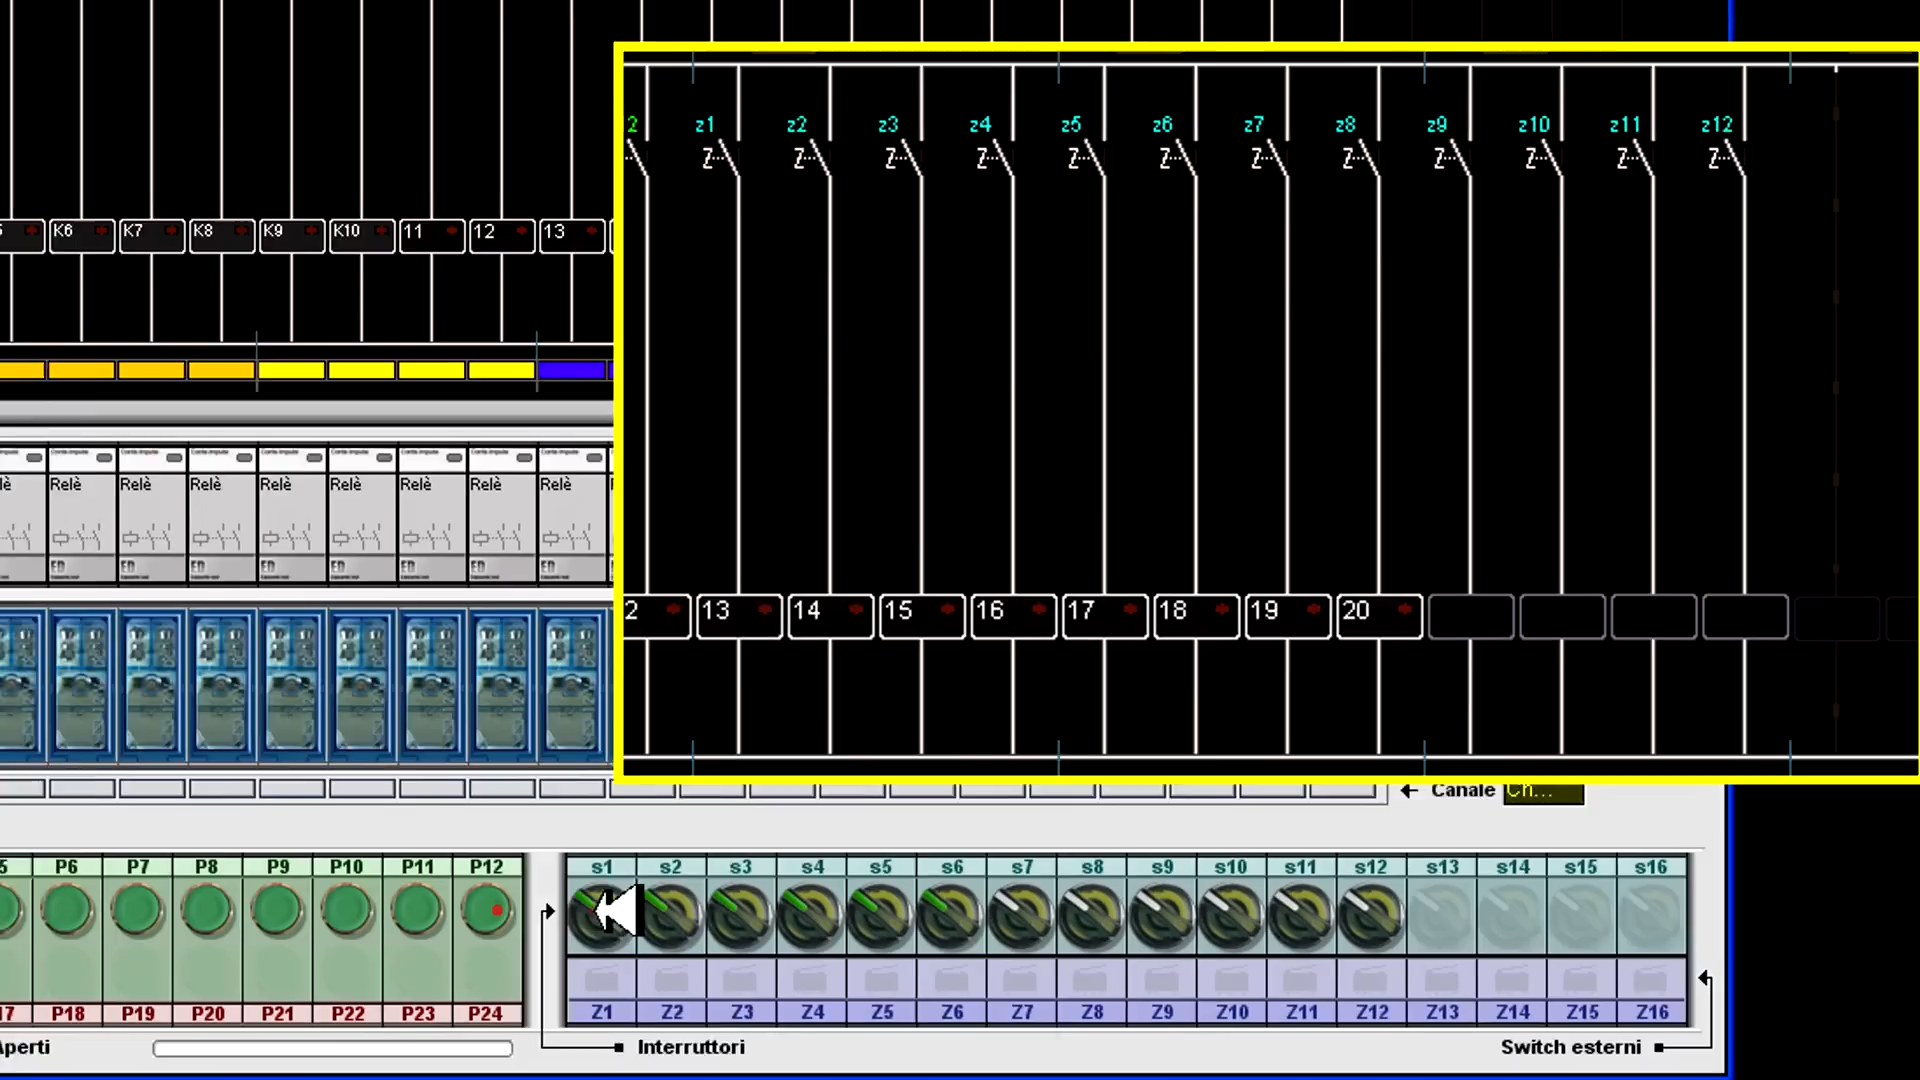 2 z1 z2 z3 z4 z5 z6 z7 z8 z9 z10 z11 z12
K6 K7 K8 K9 K10 11 12 13
2 13 14 15 16 17 18 19 20
Relè Relè Relè Relè Relè Relè Relè Relè
Canale Ch...
P6 P7 P8 P9 P10 P11 P12
s1 s2 s3 s4 s5 s6 s7 s8 s9 s10 s11 s12 s13 s14 s15 s16
17 P18 P19 P20 P21 P22 P23 P24
Z1 Z2 Z3 Z4 Z5 Z6 Z7 Z8 Z9 Z10 Z11 Z12 Z13 Z14 Z15 Z16
Aperti
Interruttori
Switch esterni